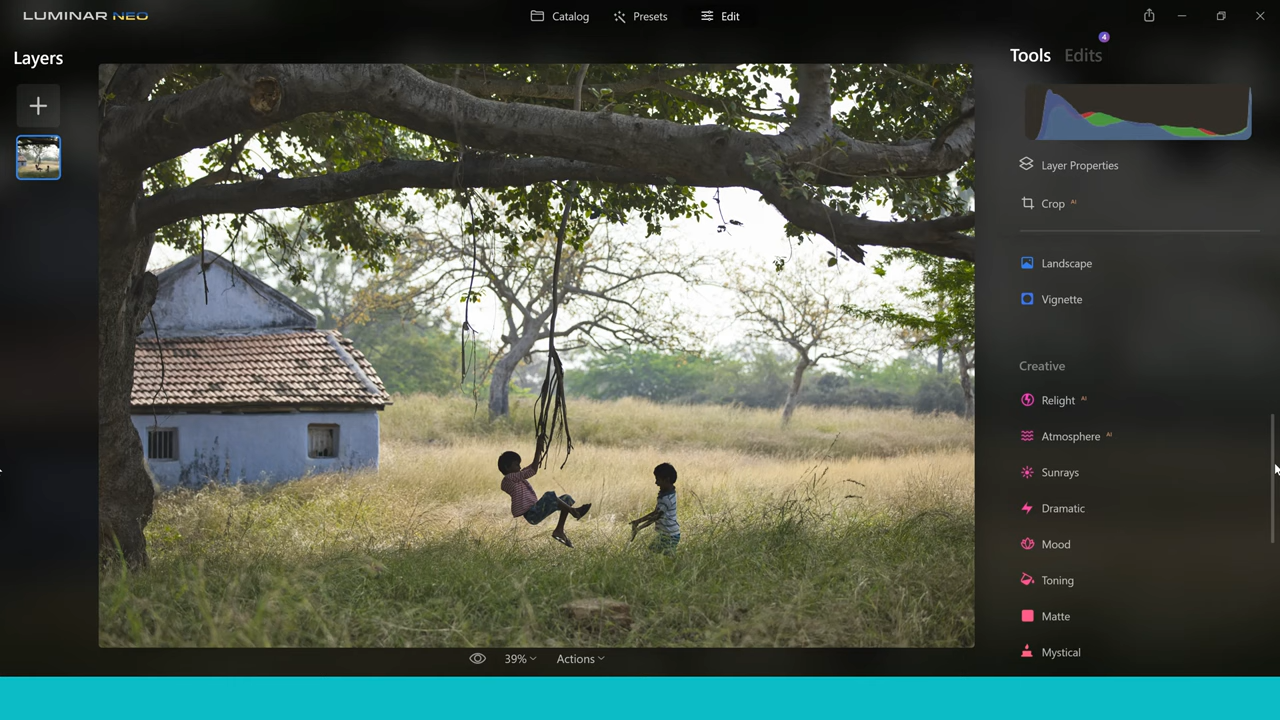 LUMINAR NEO
Catalog
Presets
Edit
Layers
4
Tools Edits
Layer Properties
Crop AI
Landscape
Vignette
Creative
Relight AI
Atmosphere AI
Sunrays
Dramatic
Mood
Toning
Matte
Mystical
39%
Actions